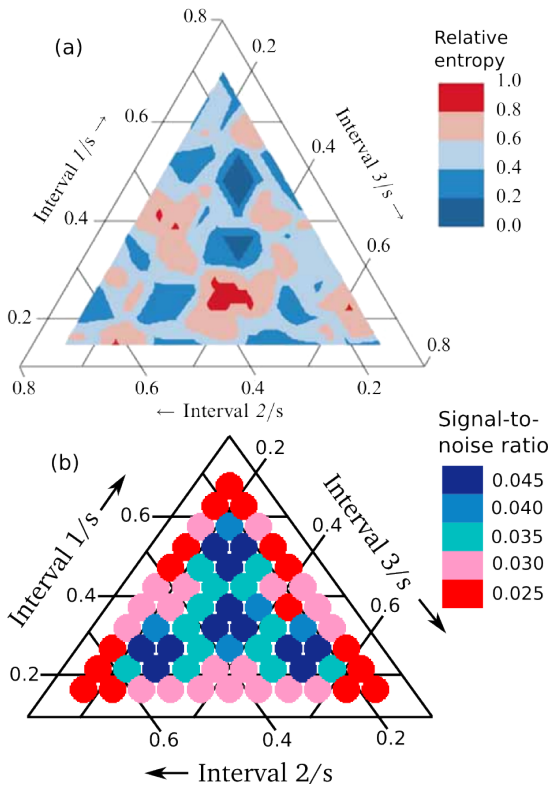 (a)
0.8
0.2
Relative
entropy
1.0
0.8
0.6
0.4
0.2
0.0
Interval 1/s →
0.6
0.4
0.2
Interval 3/s →
0.4
0.6
0.8
0.8
0.6
0.4
0.2
← Interval 2/s
(b)
0.2
Signal-to-
noise ratio
0.045
0.040
0.035
0.030
0.025
Interval 1/s
0.6
0.4
0.2
Interval 3/s
0.4
0.6
0.6
0.4
0.2
Interval 2/s